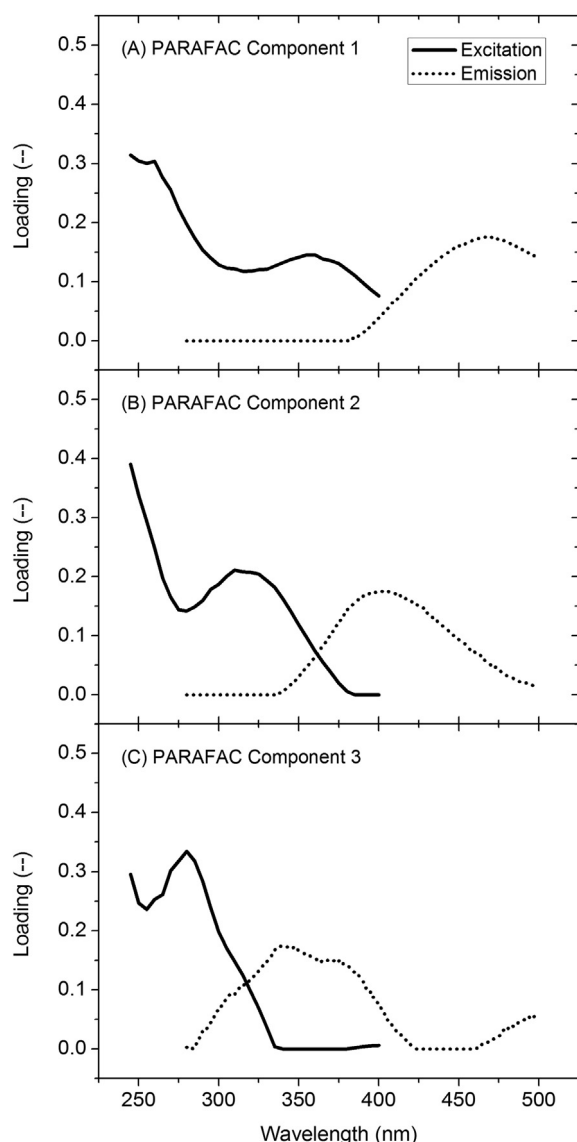 (A) PARAFAC Component 1
Excitation
Emission
0.5
0.4
0.3
0.2
0.1
0.0
Loading (--)
(B) PARAFAC Component 2
0.5
0.4
0.3
0.2
0.1
0.0
Loading (--)
(C) PARAFAC Component 3
0.5
0.4
0.3
0.2
0.1
0.0
Loading (--)
250 300 350 400 450 500
Wavelength (nm)